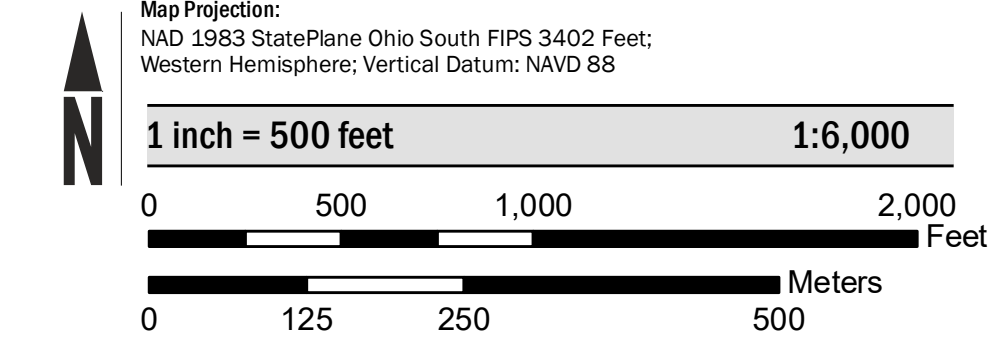 Map Projection:
NAD 1983 StatePlane Ohio South FIPS 3402 Feet;
Western Hemisphere; Vertical Datum: NAVD 88
N
1 inch = 500 feet 1:6,000
0 500 1,000 2,000
Feet
Meters
0 125 250 500